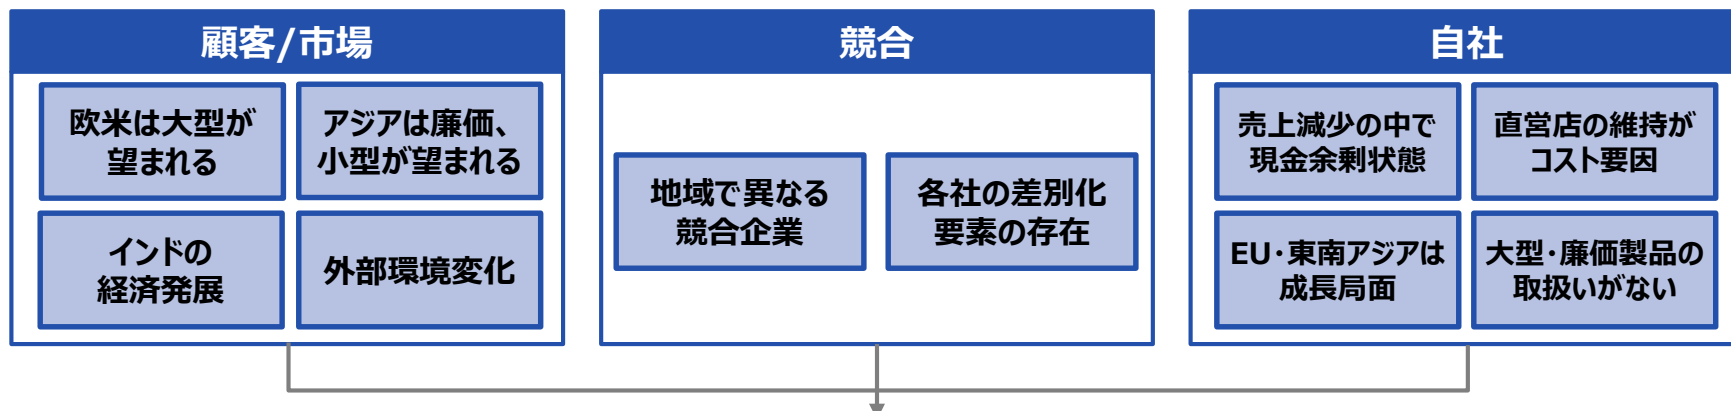 顧客/市場
欧米は大型が
望まれる
アジアは廉価、
小型が望まれる
インドの
経済発展
外部環境変化
競合
地域で異なる
競合企業
各社の差別化
要素の存在
自社
売上減少の中で
現金余剰状態
直営店の維持が
コスト要因
EU・東南アジアは
成長局面
大型・廉価製品の
取扱いがない